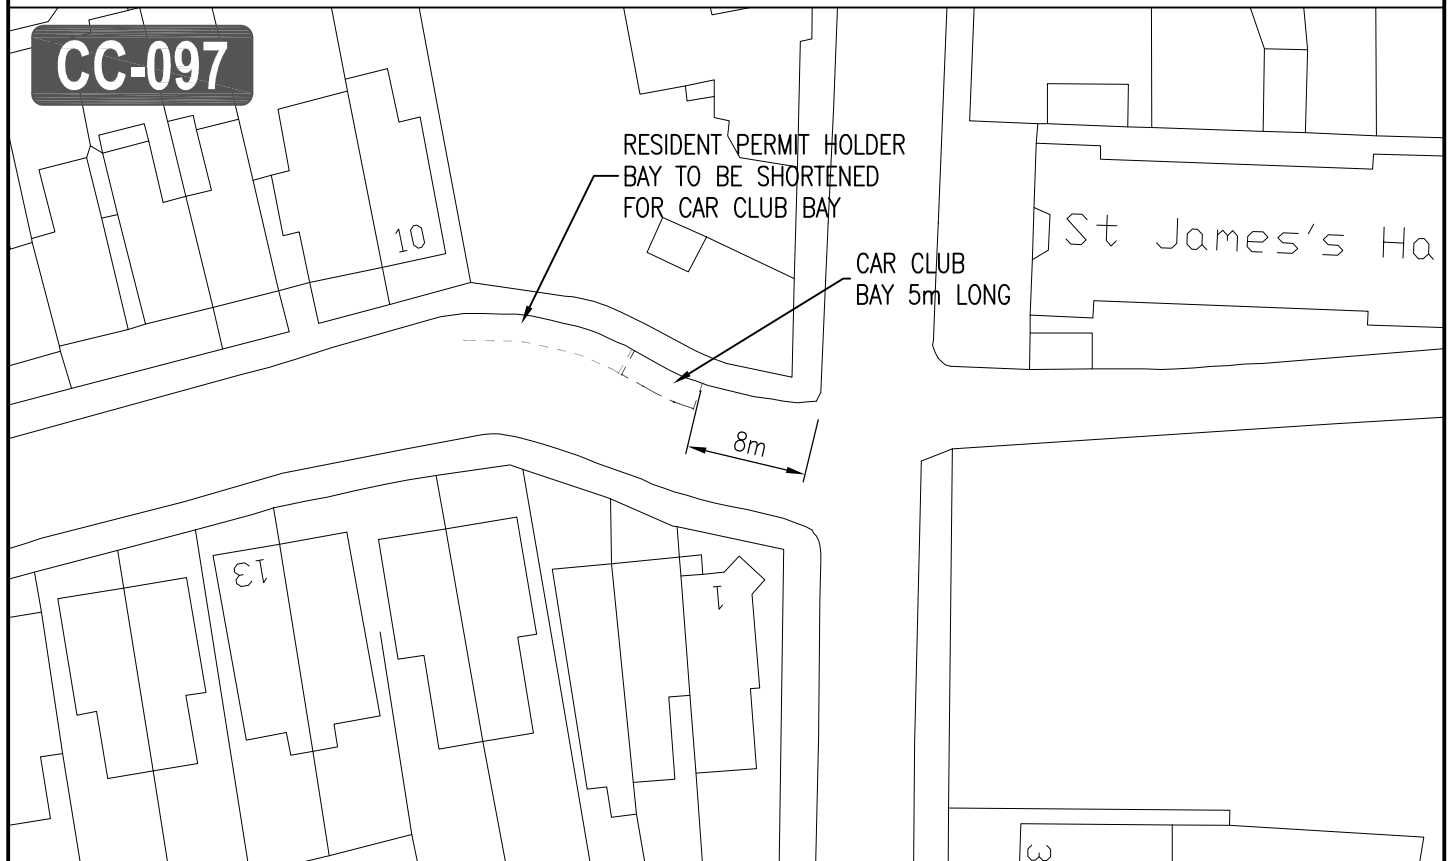 CC-097
RESIDENT PERMIT HOLDER
BAY TO BE SHORTENED
FOR CAR CLUB BAY
10
St James's Ha
CAR CLUB
BAY 5m LONG
8m
13
1
3